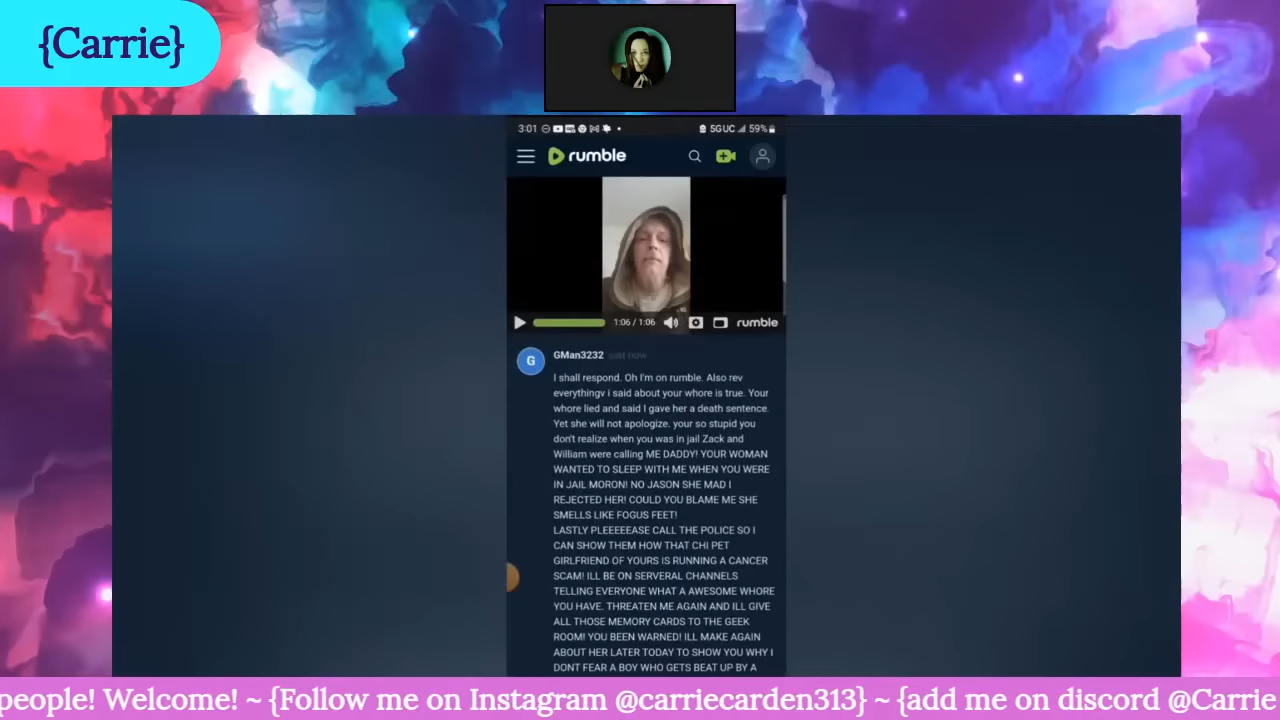 {Carrie}
3:01 5GUC 59%
rumble
1:06 / 1:06 rumble
G GMan3232 just now
I shall respond. Oh I'm on rumble. Also rev
everythingv i said about your whore is true. Your
whore lied and said I gave her a death sentence.
Yet she will not apologize. your so stupid you
don't realize when you was in jail Zack and
William were calling ME DADDY! YOUR WOMAN
WANTED TO SLEEP WITH ME WHEN YOU WERE
IN JAIL MORON! NO JASON SHE MAD I
REJECTED HER! COULD YOU BLAME ME SHE
SMELLS LIKE FOGUS FEET!
LASTLY PLEEEEEASE CALL THE POLICE SO I
CAN SHOW THEM HOW THAT CHI PET
GIRLFRIEND OF YOURS IS RUNNING A CANCER
SCAM! ILL BE ON SERVERAL CHANNELS
TELLING EVERYONE WHAT A AWESOME WHORE
YOU HAVE. THREATEN ME AGAIN AND ILL GIVE
ALL THOSE MEMORY CARDS TO THE GEEK
ROOM! YOU BEEN WARNED! ILL MAKE AGAIN
ABOUT HER LATER TODAY TO SHOW YOU WHY I
DONT FEAR A BOY WHO GETS BEAT UP BY A
people! Welcome! ~ {Follow me on Instagram @carriecarden313} ~ {add me on discord @Carrie